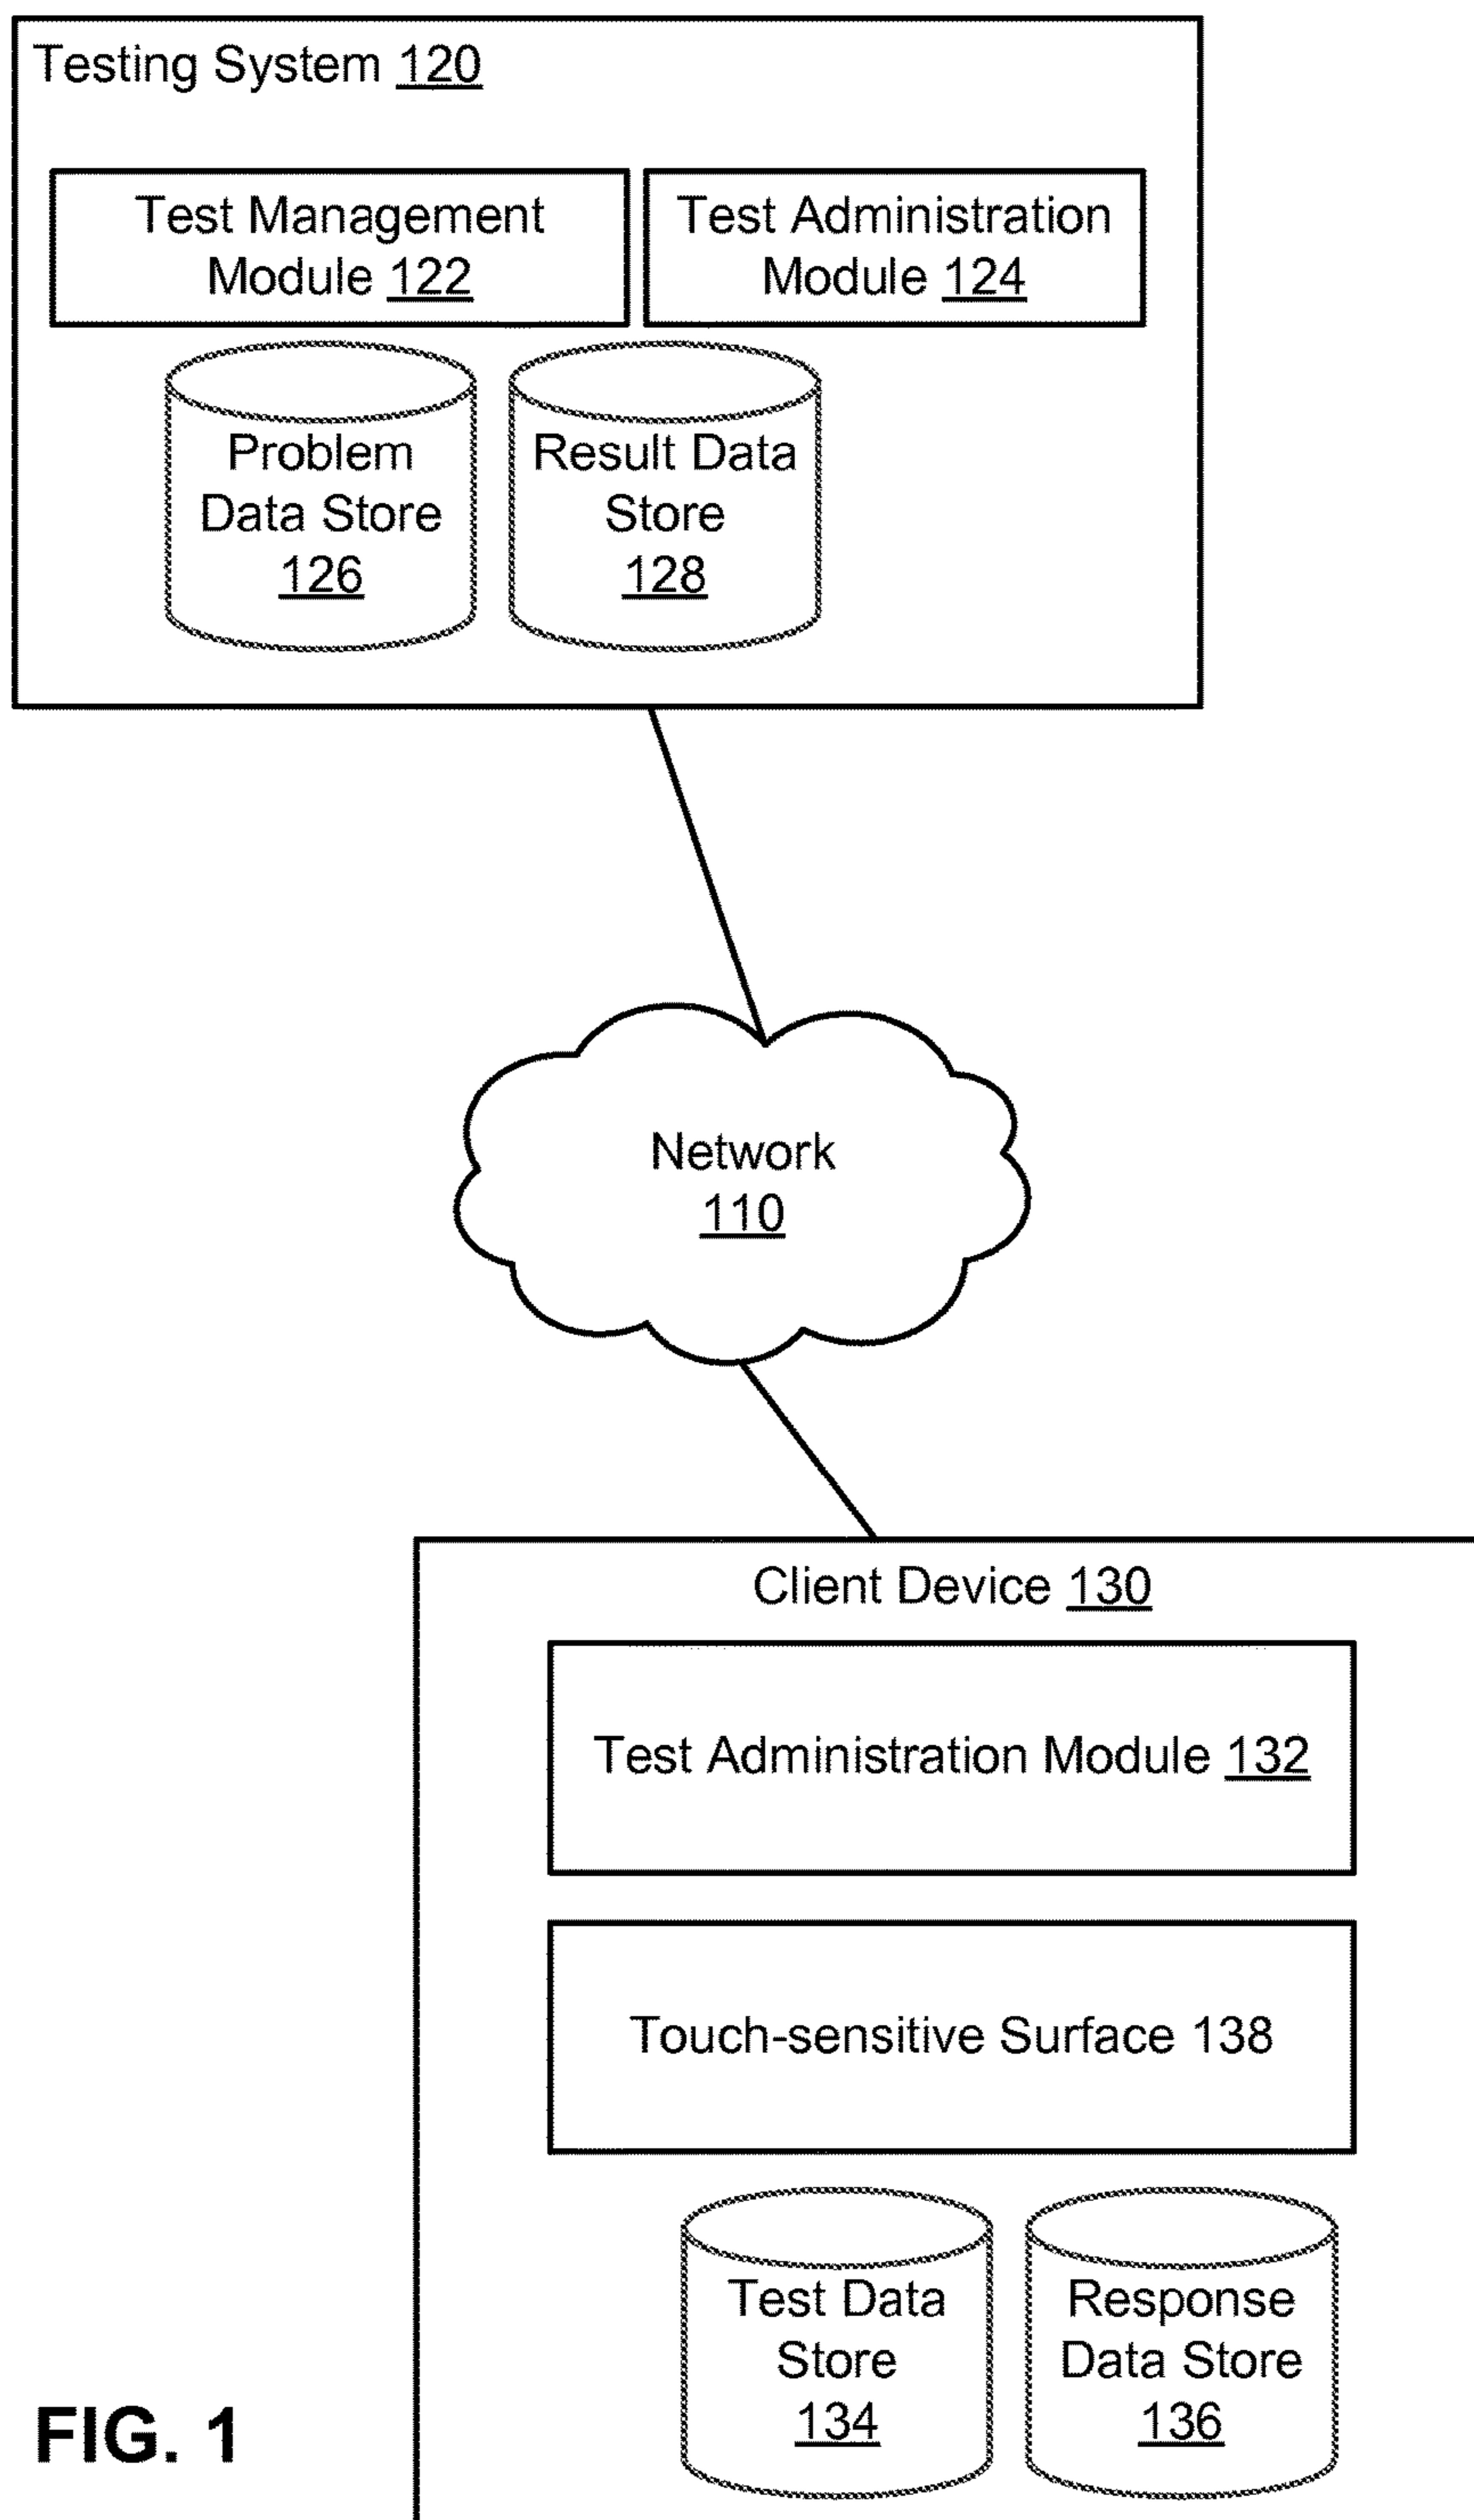 Testing System 120
Test Management
Module 122
Test Administration
Module 124
Problem
Data Store
126
Result Data
Store
128
Network
110
Client Device 130
Test Administration Module 132
Touch-sensitive Surface 138
Test Data
Store
134
Response
Data Store
136
FIG. 1